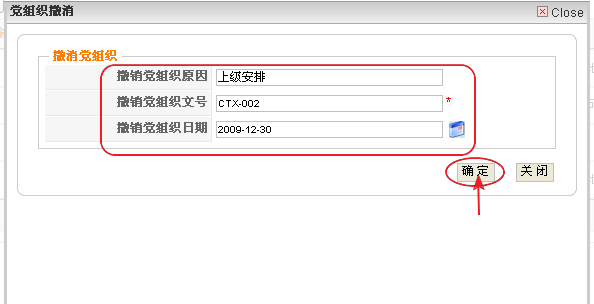 党组织撤消 Close
撤消党组织
撤销党组织原因 上级安排
撤销党组织文号 CTX-002 *
撤销党组织日期 2009-12-30
确 定 关 闭